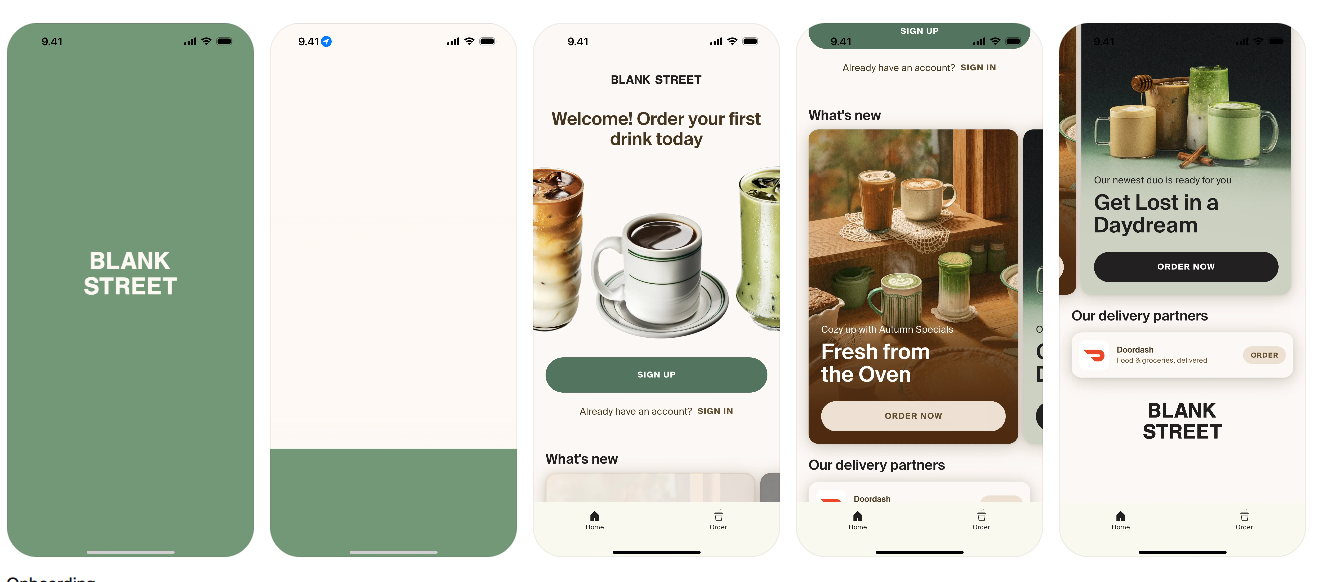 9.41
BLANK
STREET
9.41
9.41
BLANK STREET
Welcome! Order your first
drink today
SIGN UP
Already have an account? SIGN IN
What's new
Home
Order
SIGN UP
9.41
Already have an account? SIGN IN
What's new
Cozy up with Autumn Specials
Fresh from
the Oven
ORDER NOW
Our delivery partners
Doordash
Home
Order
9.41
Our newest duo is ready for you
Get Lost in a
Daydream
ORDER NOW
Our delivery partners
Doordash
Food & groceries, delivered
ORDER
BLANK
STREET
Home
Order
Onboarding